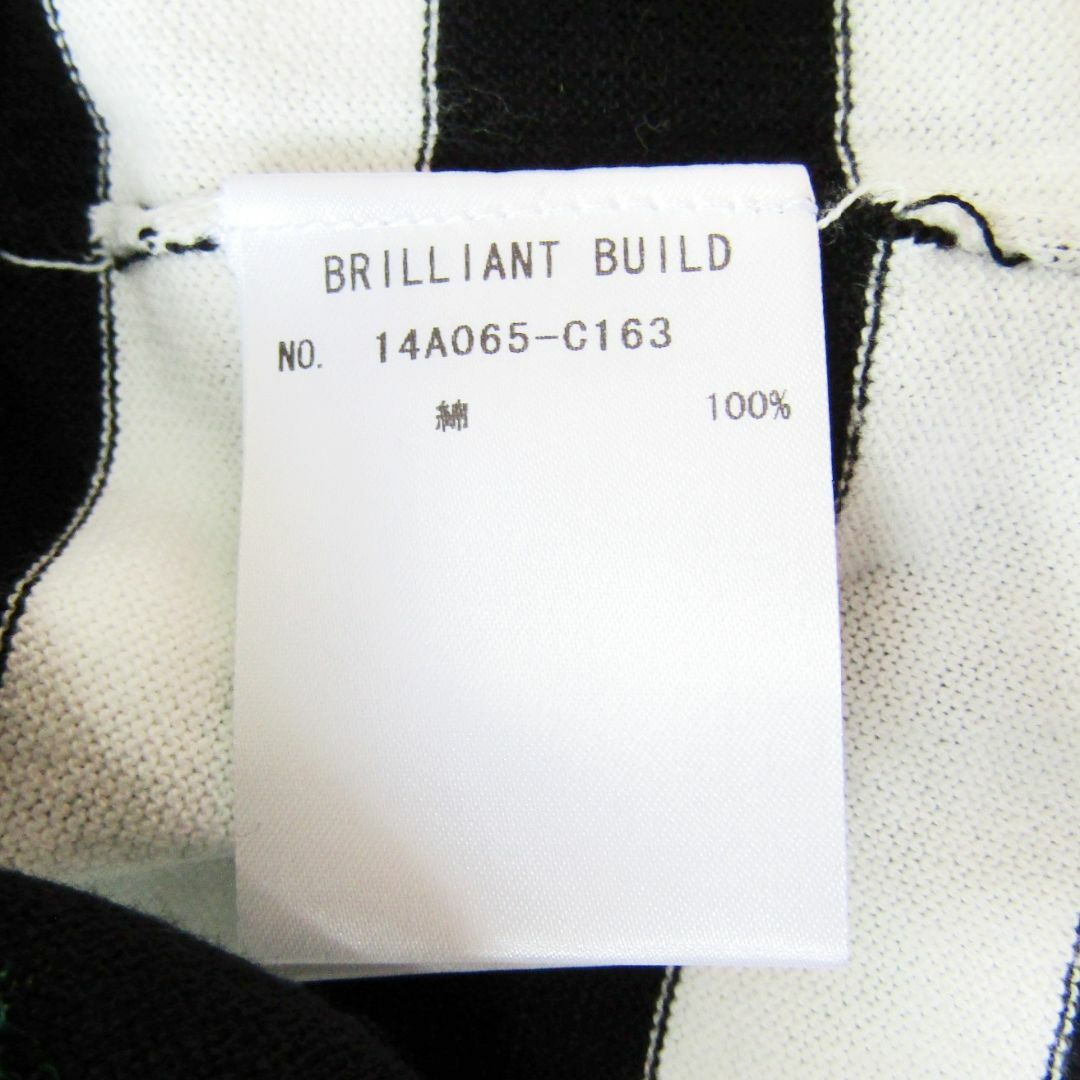 BRILLIANT BUILD
NO. 14A065-C163
綿 100%